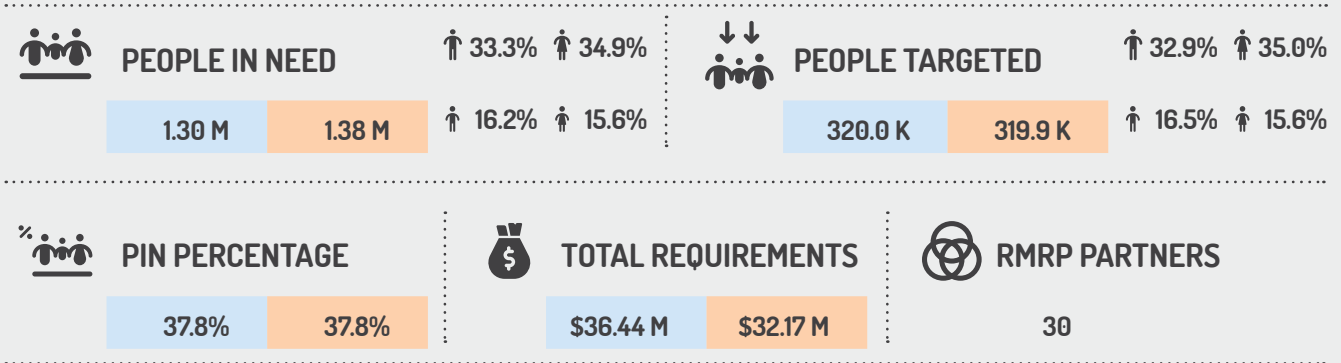 PEOPLE IN NEED
33.3% 34.9%
1.30 M 1.38 M
16.2% 15.6%
PEOPLE TARGETED
32.9% 35.0%
320.0 K 319.9 K
16.5% 15.6%
%
PIN PERCENTAGE
37.8% 37.8%
$
TOTAL REQUIREMENTS
$36.44 M $32.17 M
RMRP PARTNERS
30